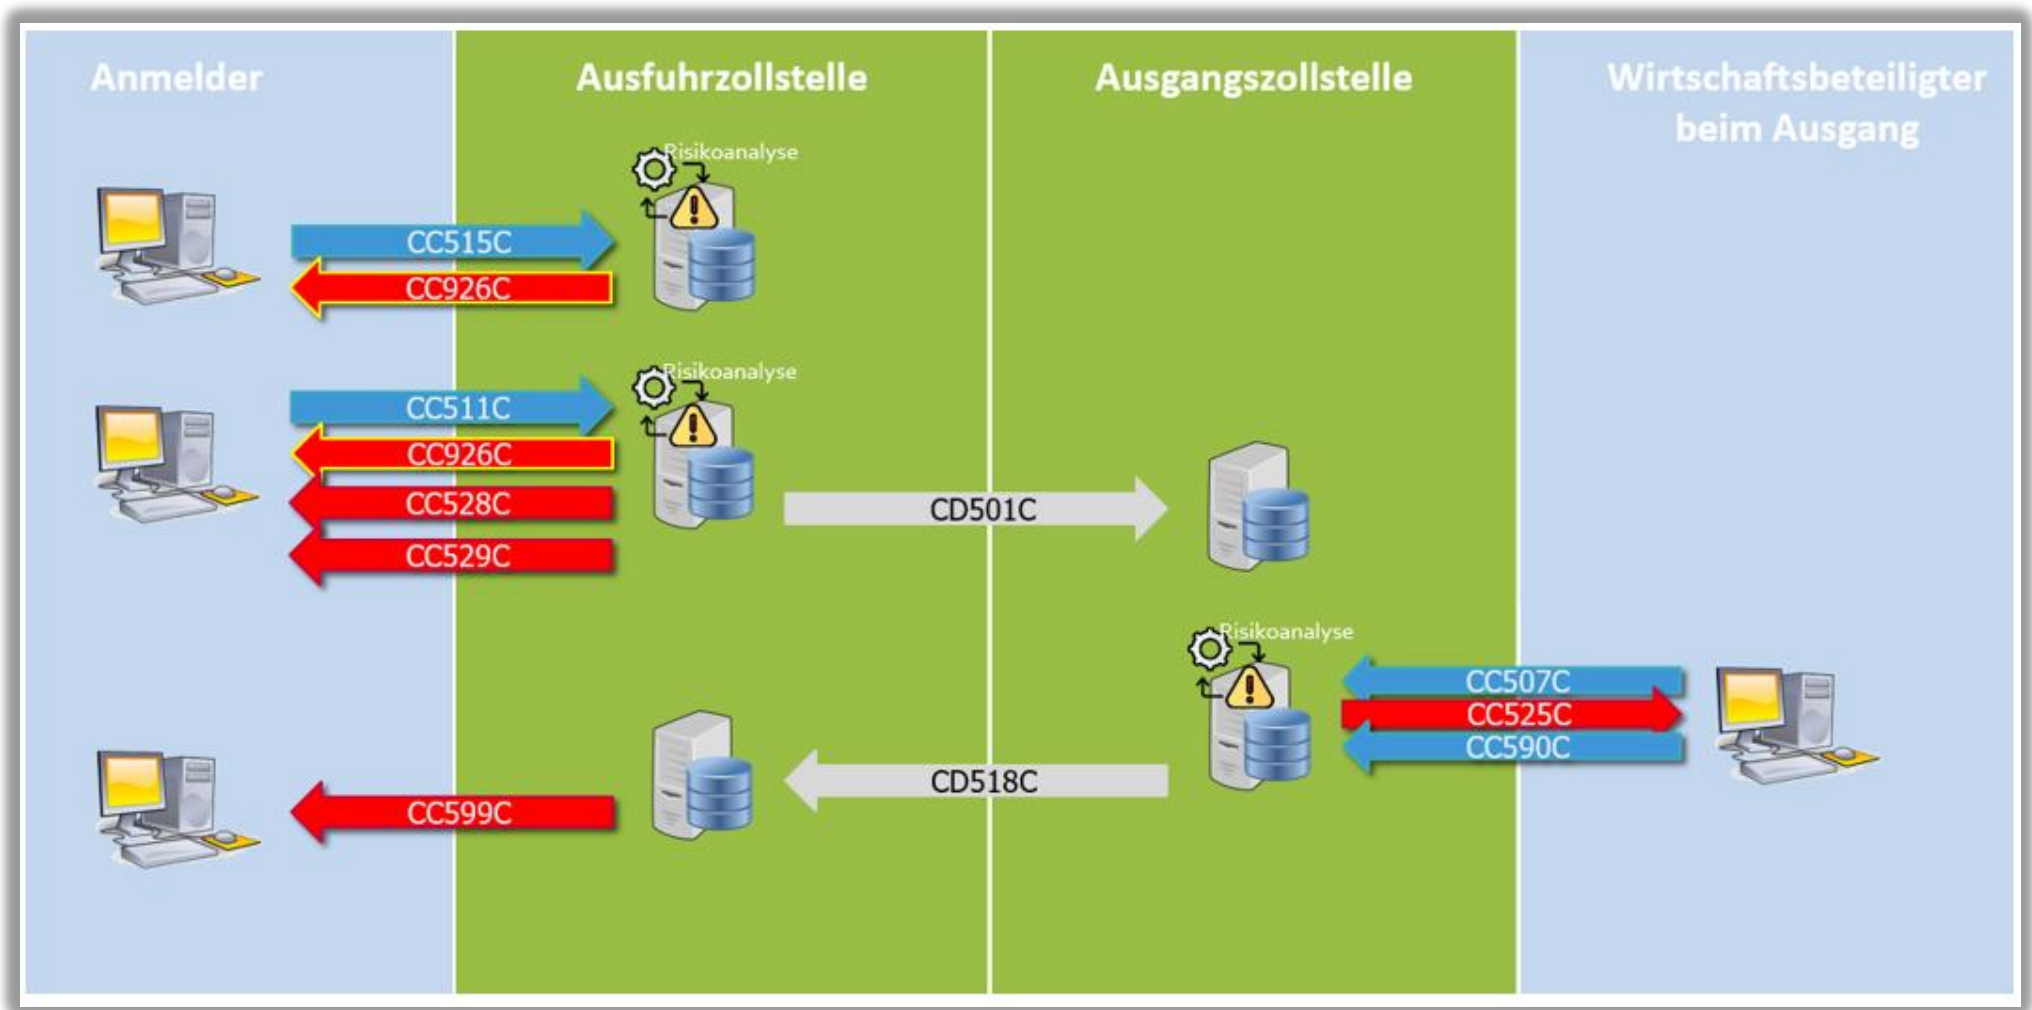 Anmelder
Ausfuhrzollstelle
Ausgangszollstelle
Wirtschaftsbeteiligter
beim Ausgang
Risikoanalyse
CC515C
CC926C
Risikoanalyse
CC511C
CC926C
CC528C
CC529C
CD501C
Risikoanalyse
CC507C
CC525C
CC590C
CD518C
CC599C